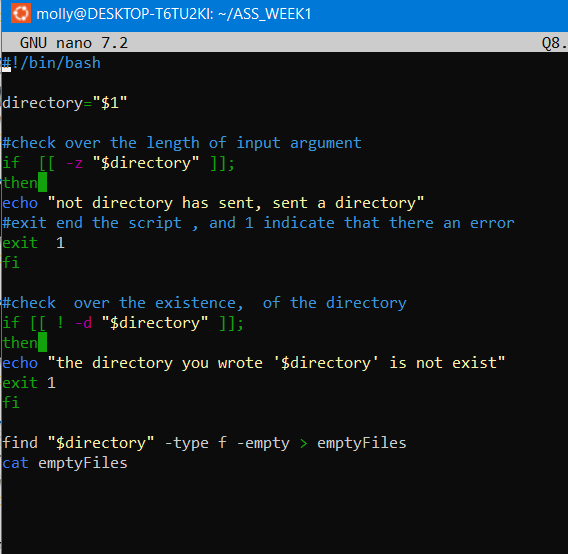 molly@DESKTOP-T6TU2KI: ~/ASS_WEEK1
GNU nano 7.2 Q8.
#!/bin/bash
directory="$1"
#check over the length of input argument
if  [[ -z "$directory" ]];
then
echo "not directory has sent, sent a directory"
#exit end the script , and 1 indicate that there an error
exit  1
fi
#check  over the existence,  of the directory
if [[ ! -d "$directory" ]];
then
echo "the directory you wrote '$directory' is not exist"
exit 1
fi
find "$directory" -type f -empty > emptyFiles
cat emptyFiles